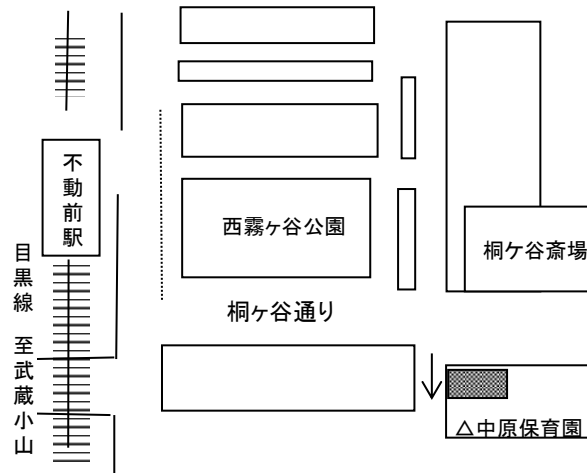 不動前駅
目黒線 至武蔵小山
西霧ヶ谷公園
桐ケ谷斎場
桐ヶ谷通り
△中原保育園